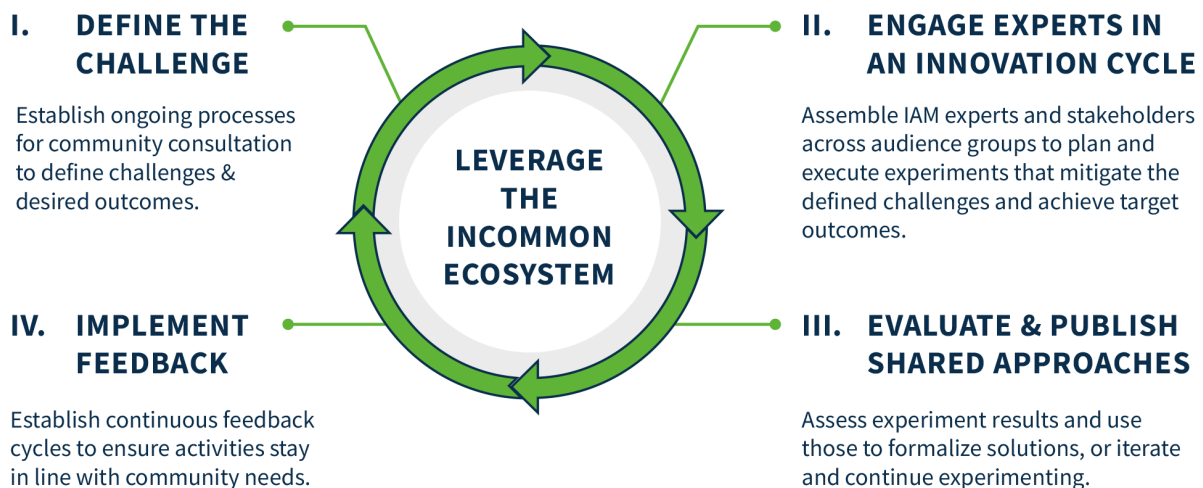 I. DEFINE THE
CHALLENGE
Establish ongoing processes
for community consultation
to define challenges &
desired outcomes.
II. ENGAGE EXPERTS IN
AN INNOVATION CYCLE
Assemble IAM experts and stakeholders
across audience groups to plan and
execute experiments that mitigate the
defined challenges and achieve target
outcomes.
LEVERAGE
THE
INCOMMON
ECOSYSTEM
III. EVALUATE & PUBLISH
SHARED APPROACHES
Assess experiment results and use
those to formalize solutions, or iterate
and continue experimenting.
IV. IMPLEMENT
FEEDBACK
Establish continuous feedback
cycles to ensure activities stay
in line with community needs.